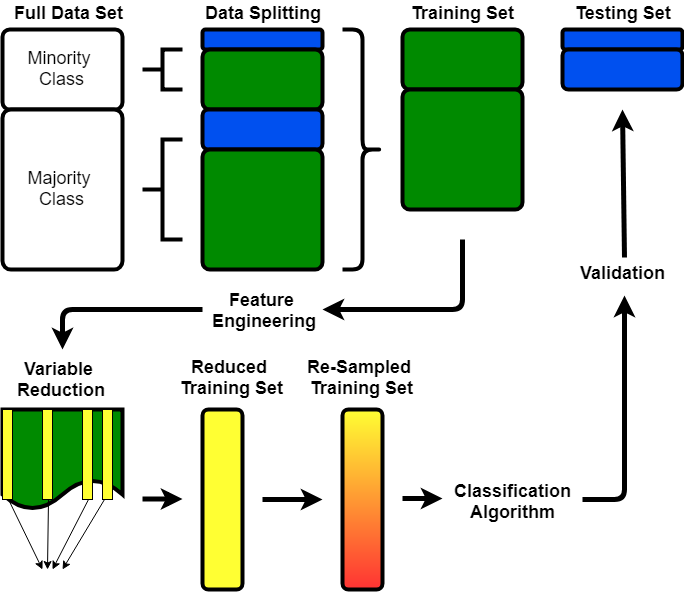 Full Data Set
Data Splitting
Training Set
Testing Set
Minority
Class
Majority
Class
Validation
Feature
Engineering
Variable
Reduction
Reduced
Training Set
Re-Sampled
Training Set
Classification
Algorithm